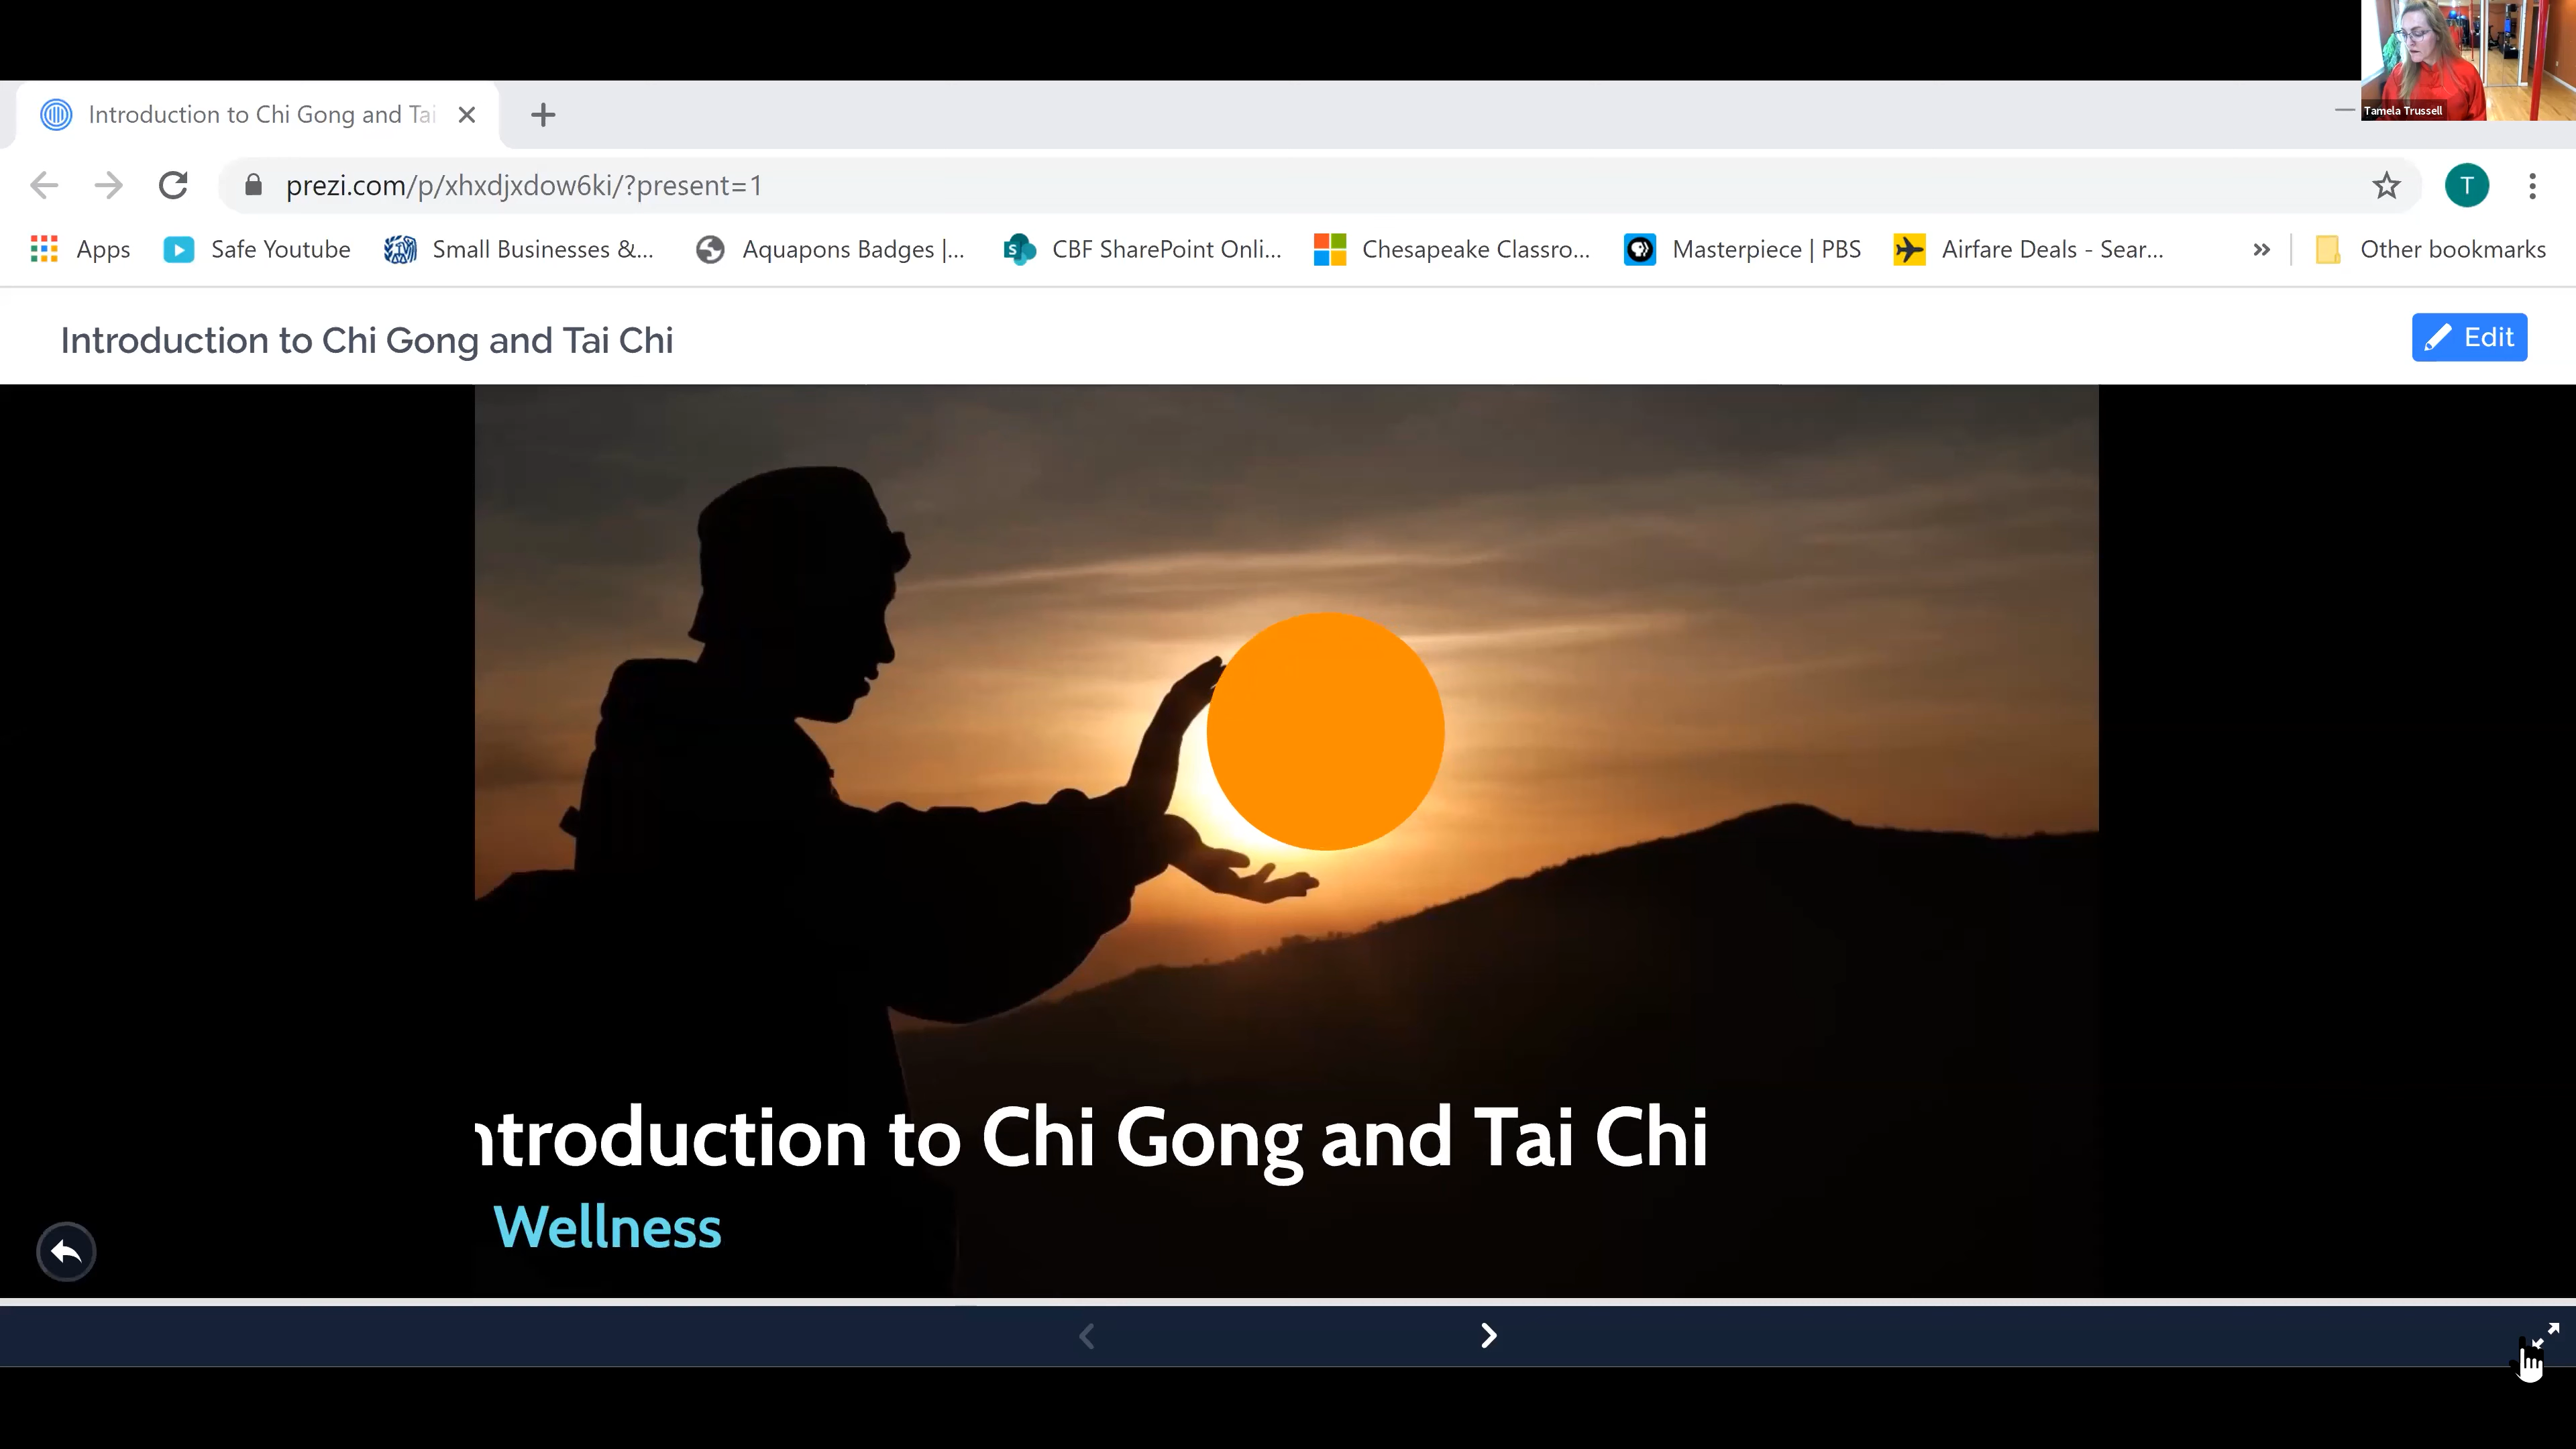 Tamela Trussell
Introduction to Chi Gong and Tai
prezi.com/p/xhxdjxdow6ki/?present=1
T
Apps
Safe Youtube
Small Businesses &...
Aquapons Badges |...
S
CBF SharePoint Onli...
Chesapeake Classro...
Masterpiece | PBS
Airfare Deals - Sear...
»
Other bookmarks
Introduction to Chi Gong and Tai Chi
Edit
ntroduction to Chi Gong and Tai Chi
Wellness